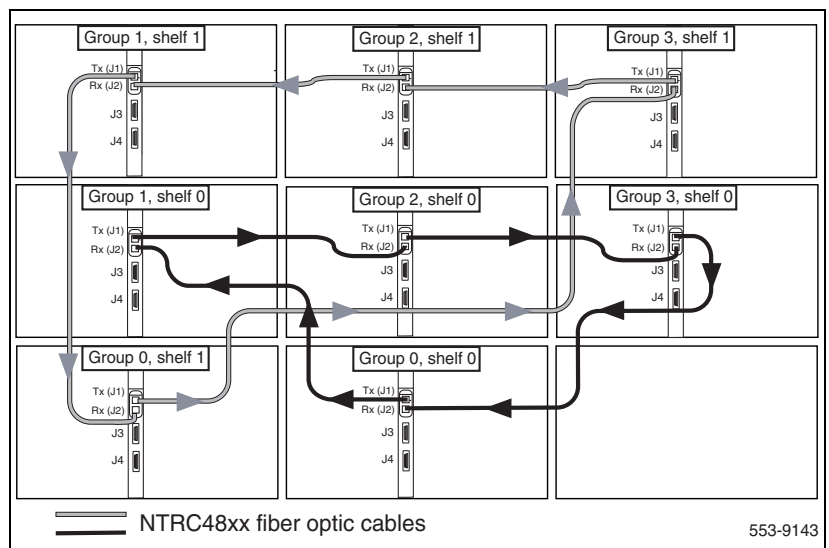 Group 1, shelf 1
Tx (J1)
Rx (J2)
J3
J4
Group 2, shelf 1
Tx (J1)
Rx (J2)
J3
J4
Group 3, shelf 1
Tx (J1)
Rx (J2)
J3
J4
Group 1, shelf 0
Tx (J1)
Rx (J2)
J3
J4
Group 2, shelf 0
Tx (J1)
Rx (J2)
J3
J4
Group 3, shelf 0
Tx (J1)
Rx (J2)
J3
J4
Group 0, shelf 1
Tx (J1)
Rx (J2)
J3
J4
Group 0, shelf 0
Tx (J1)
Rx (J2)
J3
J4
NTRC48xx fiber optic cables
553-9143